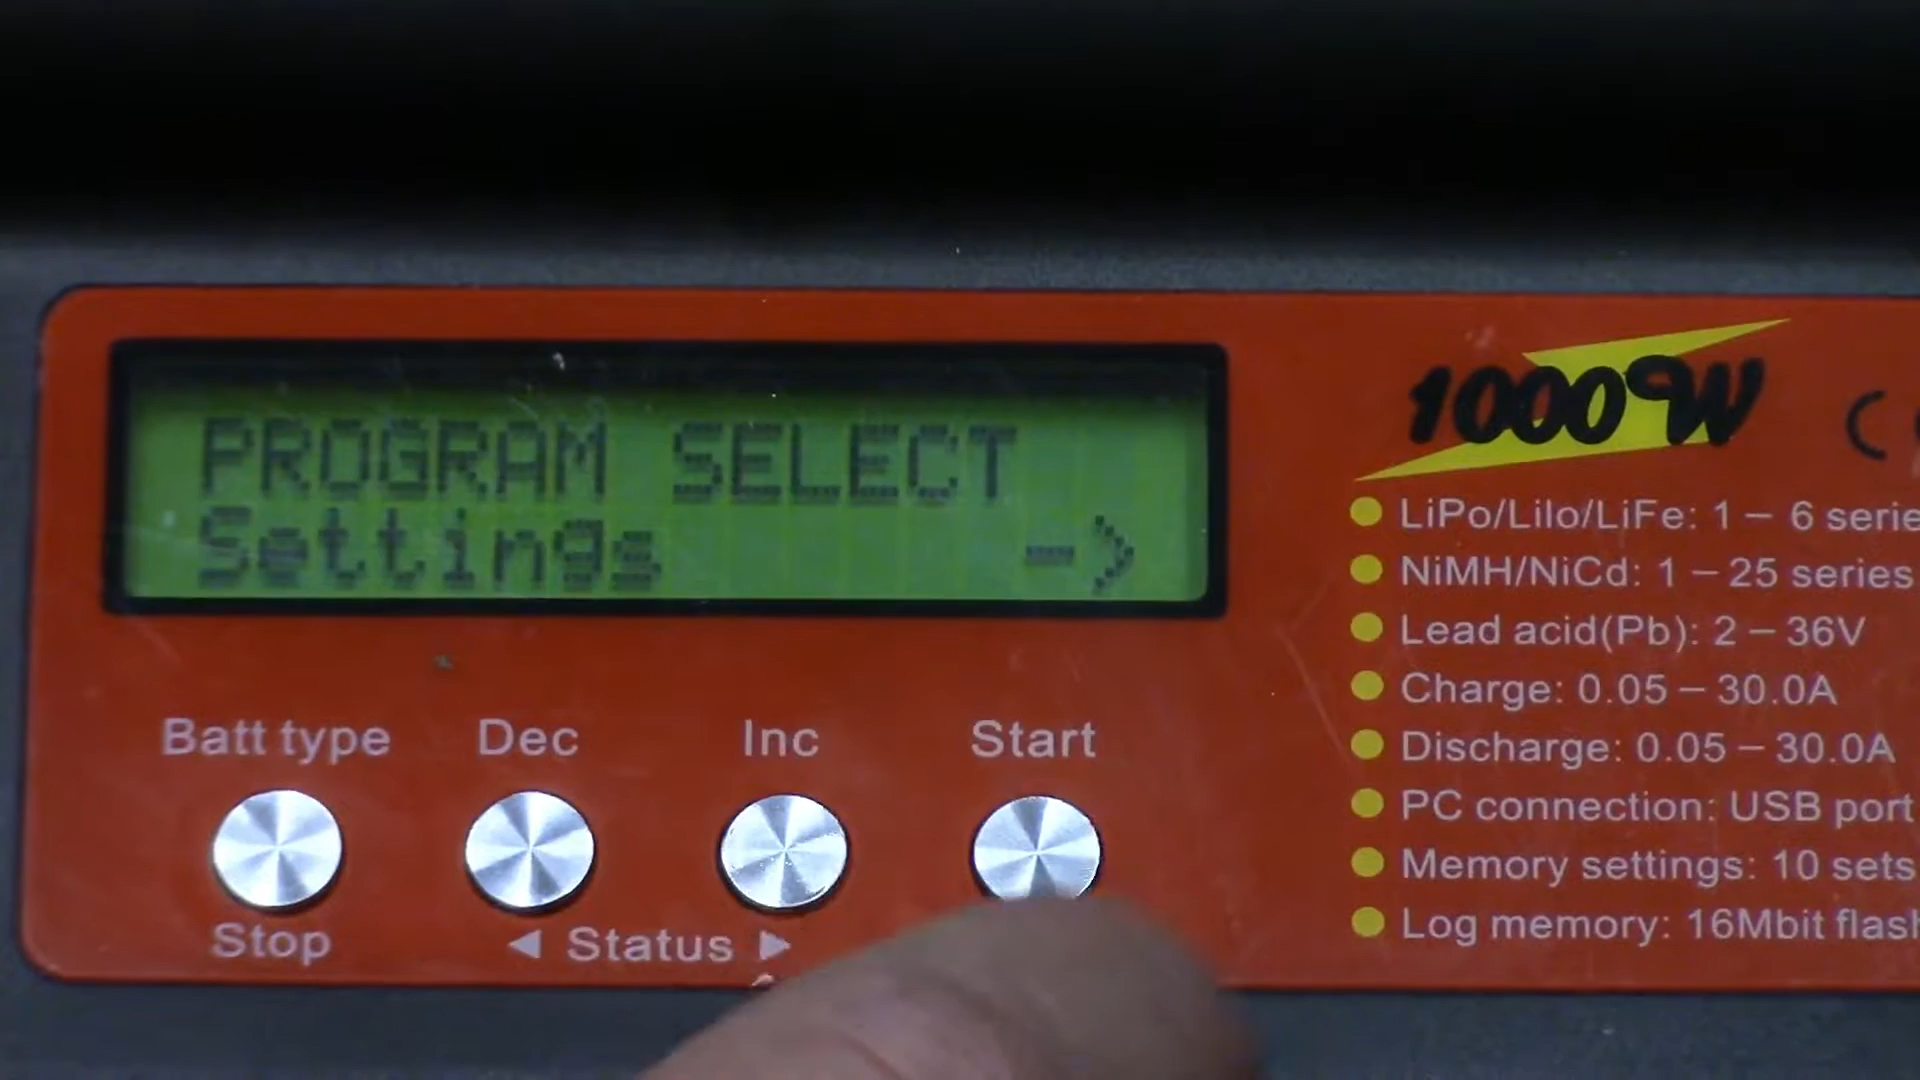 PROGRAM SELECT
Settings ->
Batt type Dec Inc Start
Stop ◄ Status ►
1000W
LiPo/LiIo/LiFe: 1 – 6 serie
NiMH/NiCd: 1 – 25 series
Lead acid(Pb): 2 – 36V
Charge: 0.05 – 30.0A
Discharge: 0.05 – 30.0A
PC connection: USB port
Memory settings: 10 sets
Log memory: 16Mbit flash